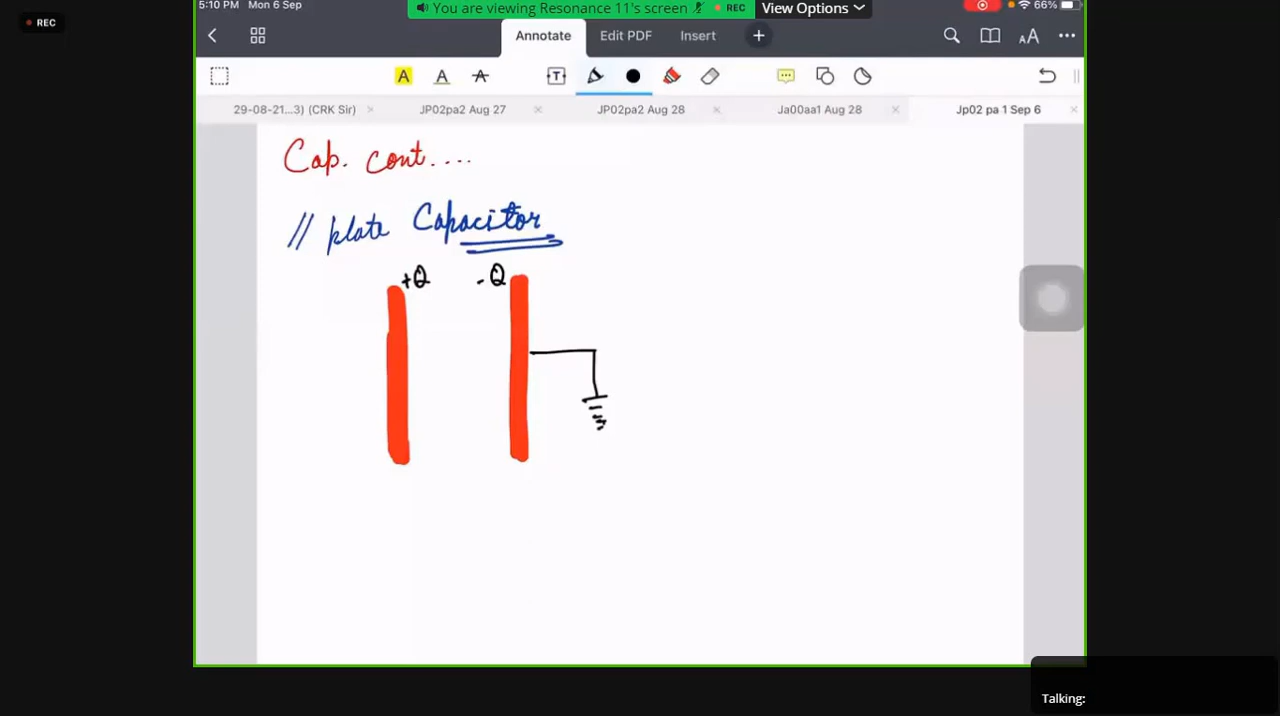 5:10 PM Mon 6 Sep
You are viewing Resonance 11's screen REC View Options
66%
REC
Annotate Edit PDF Insert
AA
A A A T
29-08-21...3) (CRK Sir) JP02pa2 Aug 27 JP02pa2 Aug 28 Ja00aa1 Aug 28 Jp02 pa 1 Sep 6
Cap. cont....
// plate Capacitor
+Q -Q
Talking: